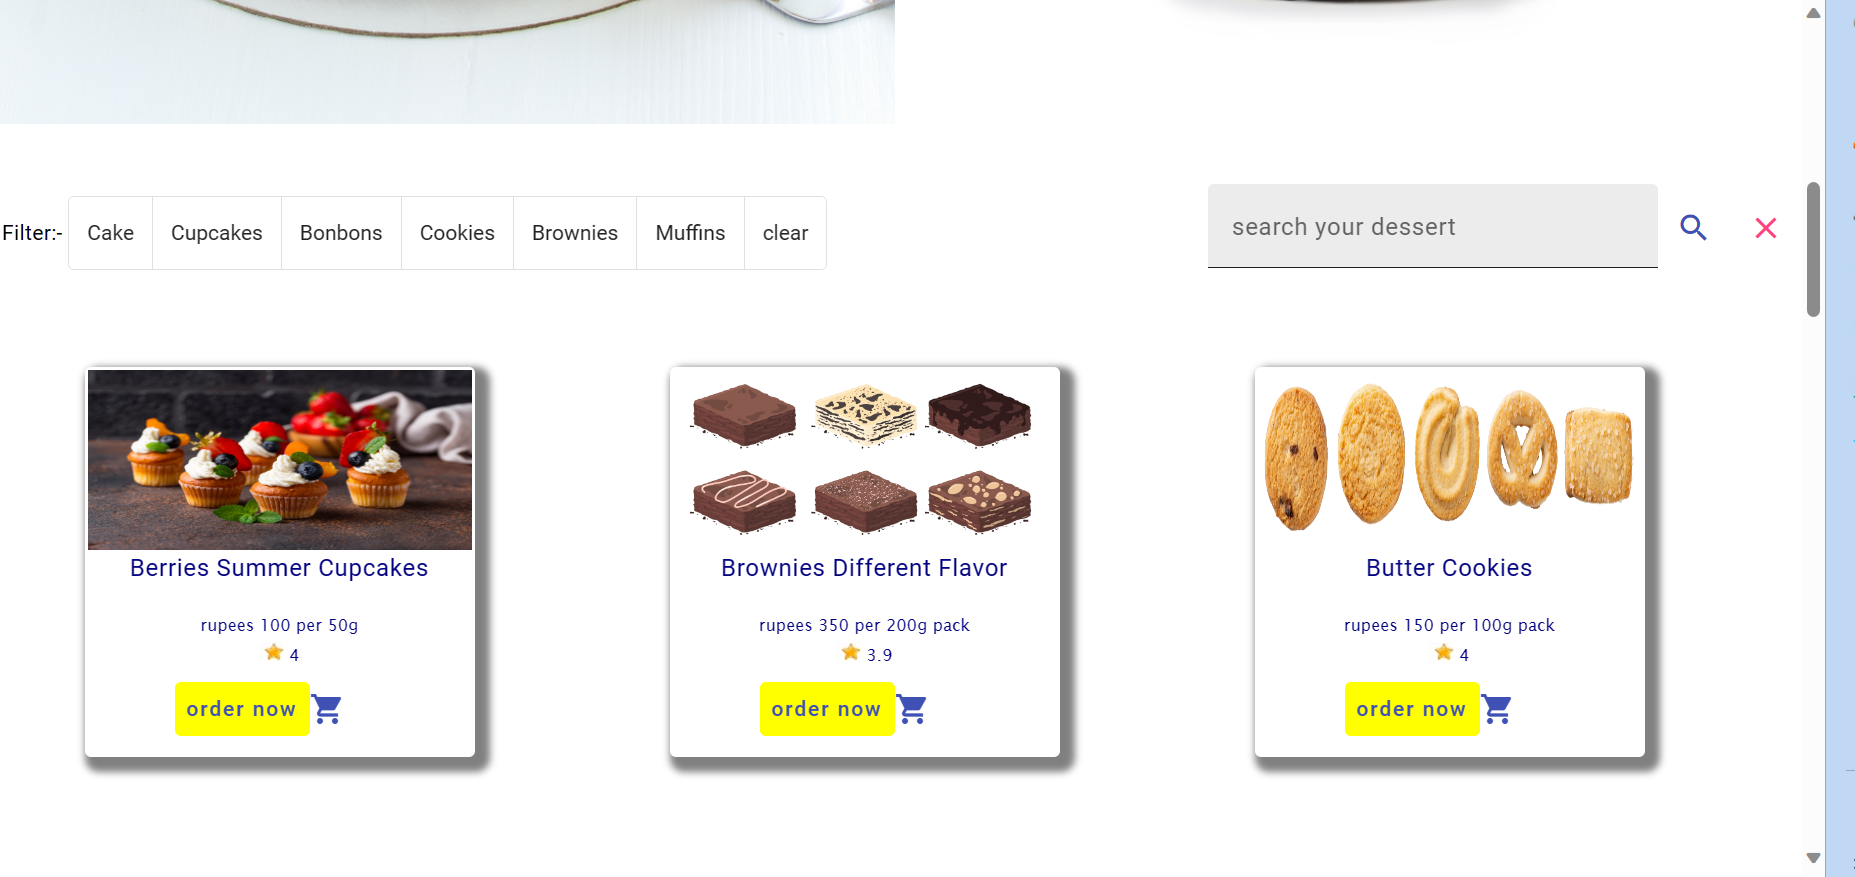 Filter:- Cake Cupcakes Bonbons Cookies Brownies Muffins clear
search your dessert
Berries Summer Cupcakes
rupees 100 per 50g
4
order now
Brownies Different Flavor
rupees 350 per 200g pack
3.9
order now
Butter Cookies
rupees 150 per 100g pack
4
order now